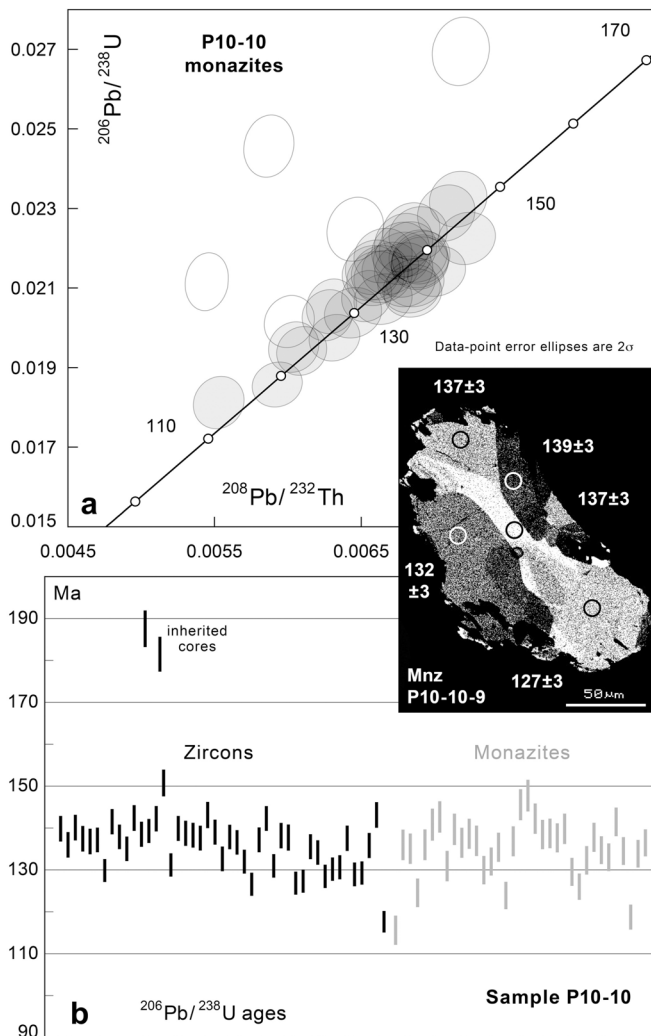 0.027
0.025
0.023
0.021
0.019
0.017
0.015
206Pb/238U
P10-10
monazites
170
150
130
110
Data-point error ellipses are 2σ
a
208Pb/232Th
0.0045
0.0055
0.0065
137±3
139±3
137±3
132
±3
127±3
Mnz
P10-10-9
50µm
Ma
190
inherited
cores
170
Zircons
Monazites
150
130
110
90
b
206Pb/238U ages
Sample P10-10